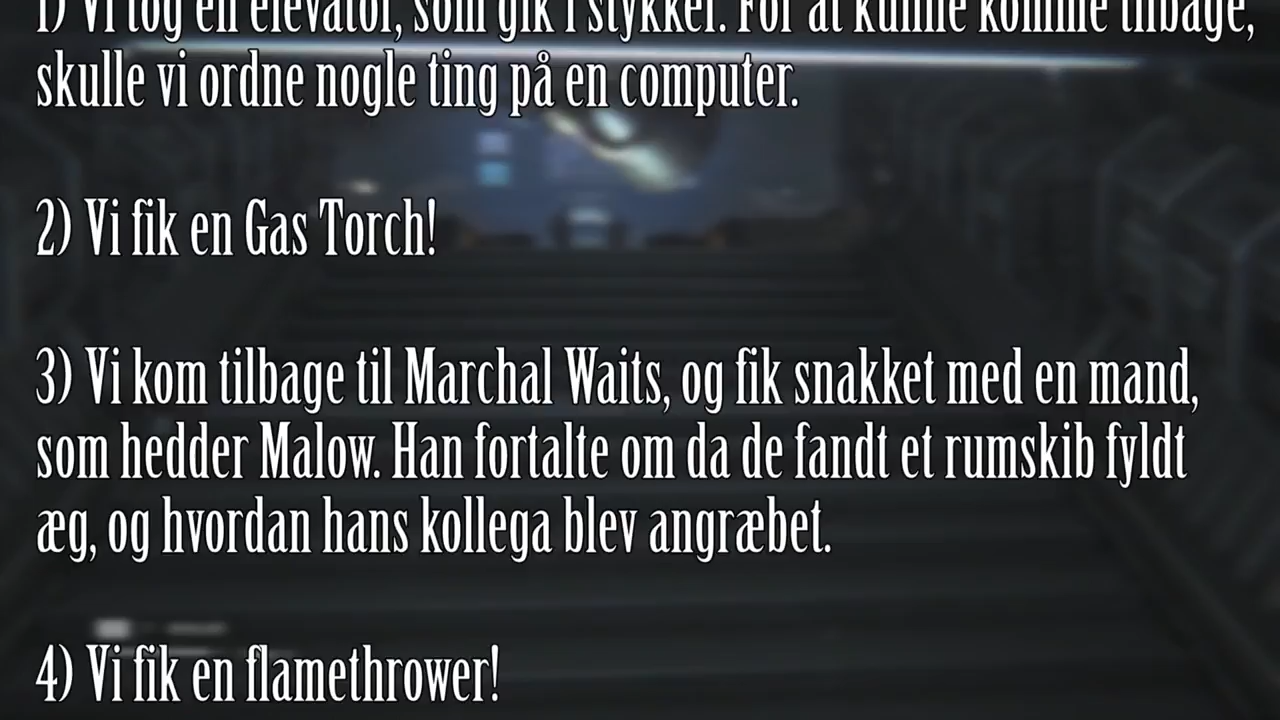 1) Vi tog en elevator, som gik i stykker. For at kunne komme tilbage,
skulle vi ordne nogle ting på en computer.
2) Vi fik en Gas Torch!
3) Vi kom tilbage til Marchal Waits, og fik snakket med en mand,
som hedder Malow. Han fortalte om da de fandt et rumskib fyldt
æg, og hvordan hans kollega blev angræbet.
4) Vi fik en flamethrower!